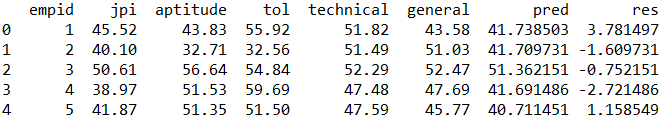 empid jpi aptitude tol technical general pred res
0 1 45.52 43.83 55.92 51.82 43.58 41.738503 3.781497
1 2 40.10 32.71 32.56 51.49 51.03 41.709731 -1.609731
2 3 50.61 56.64 54.84 52.29 52.47 51.362151 -0.752151
3 4 38.97 51.53 59.69 47.48 47.69 41.691486 -2.721486
4 5 41.87 51.35 51.50 47.59 45.77 40.711451 1.158549